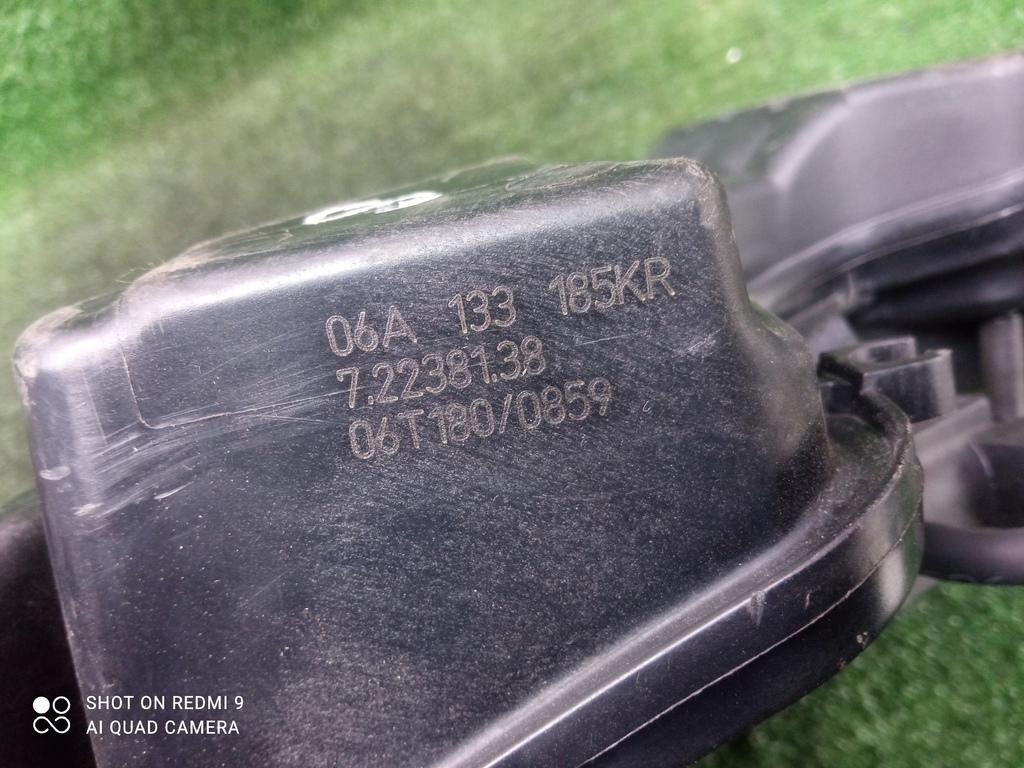 06A 133 185KR
7.22381.38
06T180/0859
SHOT ON REDMI 9
AI QUAD CAMERA